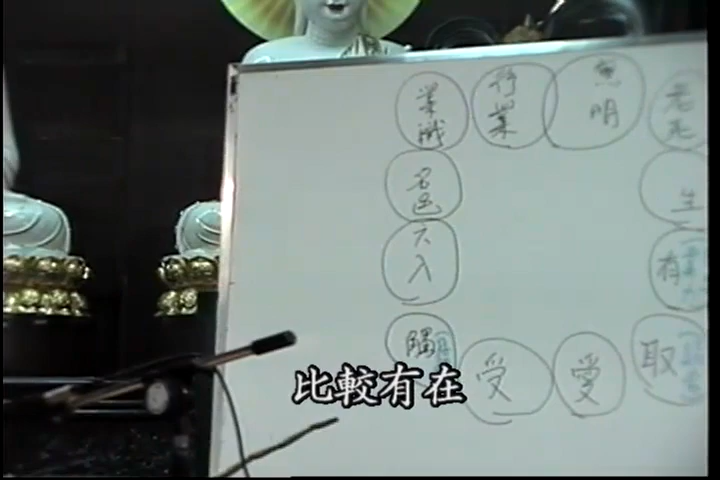 無明
行業
業識
名色
六入
觸
受
愛
取
有
生
老死
比較有在